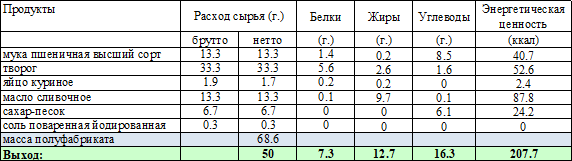 Продукты Расход сырья (г.) Белки Жиры Углеводы Энергетическая ценность
брутто нетто (г.) (г.) (г.) (ккал)
мука пшеничная высший сорт 13.3 13.3 1.4 0.2 8.5 40.7
творог 33.3 33.3 5.6 2.6 1.6 52.6
яйцо куриное 1.9 1.7 0.2 0.2 0 2.4
масло сливочное 13.3 13.3 0.1 9.7 0.1 87.8
сахар-песок 6.7 6.7 0 0 6.1 24.2
соль поваренная йодированная 0.3 0.3 0 0 0 0
масса полуфабриката 68.6
Выход: 50 7.3 12.7 16.3 207.7